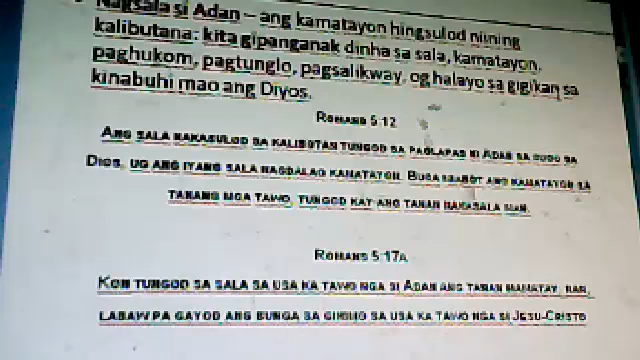 Nagsala si Adan – ang kamatayon hingsulod niining
kalibutana: kita gipanganak dinha sa sala, kamatayon,
paghukom, pagtunglo, pagsalikway, og halayo sa gigikan sa
kinabuhi mao ang Diyos.
ROMANS 5:12
ANG SALA NAKASULOD SA KALIBUTAN TUNGOD SA PAGLAPAS NI ADAN SA SUGO SA
DIOS, UG ANG IYANG SALA NAGDALAG KAMATAYON. BUSA MIABOT ANG KAMATAYON SA
TANANG MGA TAWO, TUNGOD KAY ANG TANAN NAKASALA MAN.
ROMANS 5:17A
KON TUNGOD SA SALA SA USA KA TAWO NGA SI ADAN ANG TANAN MAMATAY, NAN,
LABAW PA GAYOD ANG BUNGA SA GIHIMO SA USA KA TAWO NGA SI JESU-CRISTO